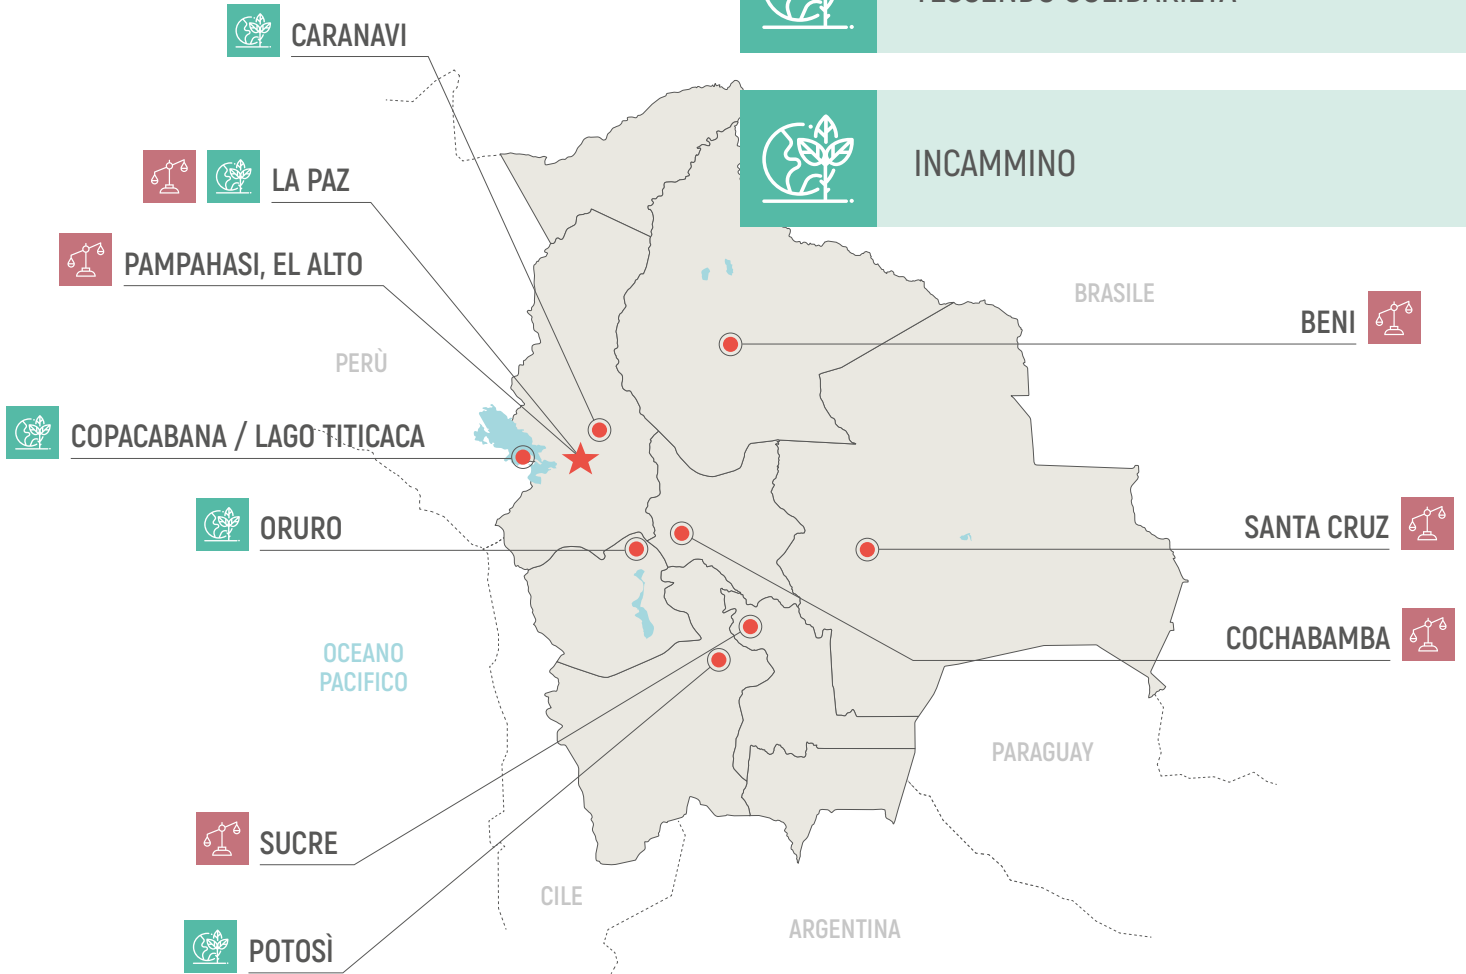 CARANAVI
INCAMMINO
LA PAZ
PAMPAHASI, EL ALTO
BRASILE
BENI
PERÙ
COPACABANA / LAGO TITICACA
ORURO
SANTA CRUZ
COCHABAMBA
OCEANO
PACIFICO
PARAGUAY
SUCRE
CILE
ARGENTINA
POTOSÌ